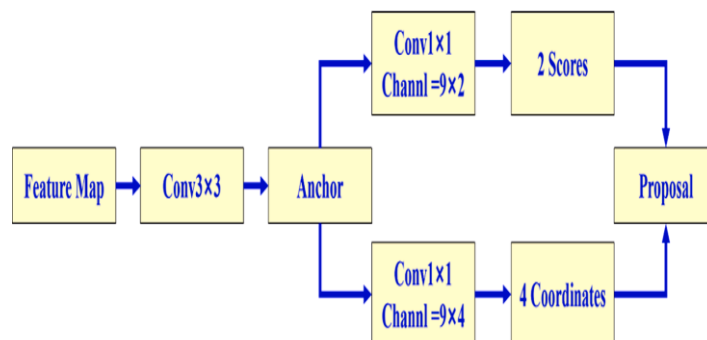 Conv1×1
Channl =9×2
2 Scores
Feature Map
Conv3×3
Anchor
Proposal
Conv1×1
Channl =9×4
4 Coordinates